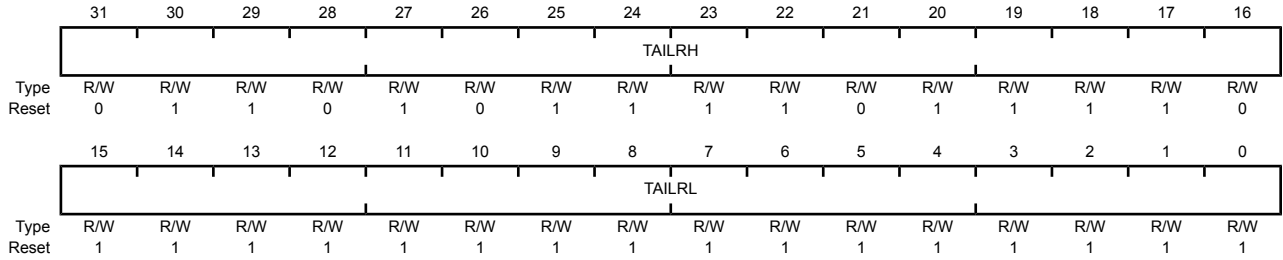 31 30 29 28 27 26 25 24 23 22 21 20 19 18 17 16
TAILRH
Type R/W R/W R/W R/W R/W R/W R/W R/W R/W R/W R/W R/W R/W R/W R/W R/W
Reset 0 1 1 0 1 0 1 1 1 1 0 1 1 1 1 0
15 14 13 12 11 10 9 8 7 6 5 4 3 2 1 0
TAILRL
Type R/W R/W R/W R/W R/W R/W R/W R/W R/W R/W R/W R/W R/W R/W R/W R/W
Reset 1 1 1 1 1 1 1 1 1 1 1 1 1 1 1 1